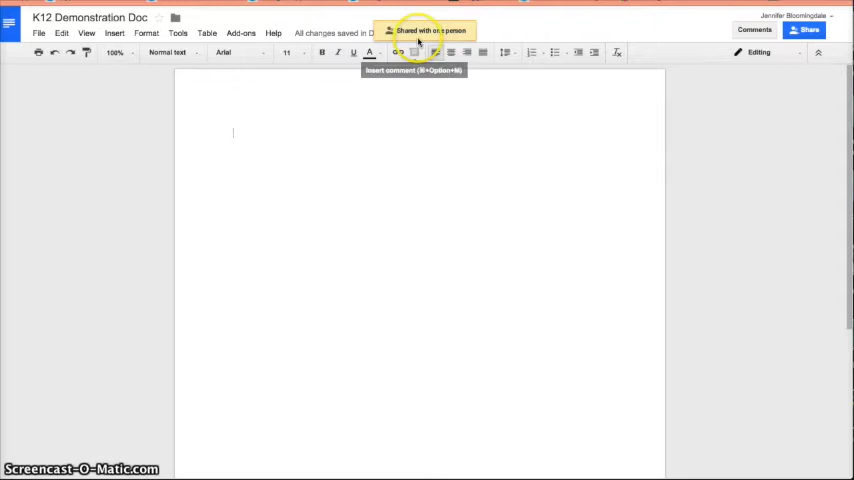 K12 Demonstration Doc
Jennifer Bloomingdale
File Edit View Insert Format Tools Table Add-ons Help All changes saved in D
Shared with one person
Comments
Share
100% Normal text Arial 11 B I U A Editing
Insert comment (⌘+Option+M)
Screencast-O-Matic.com